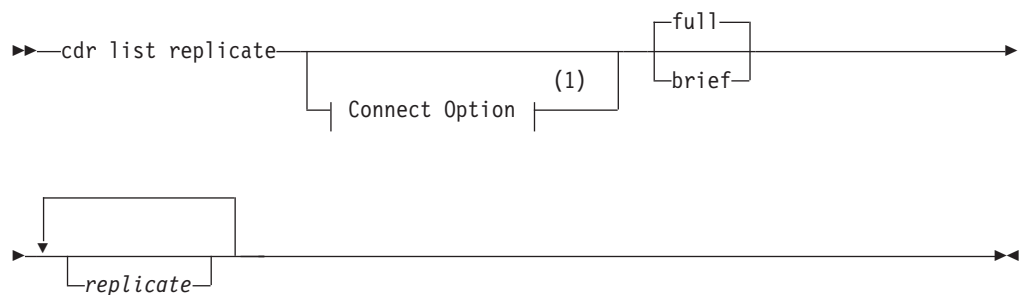 full
cdr list replicate
brief
(1)
Connect Option
replicate